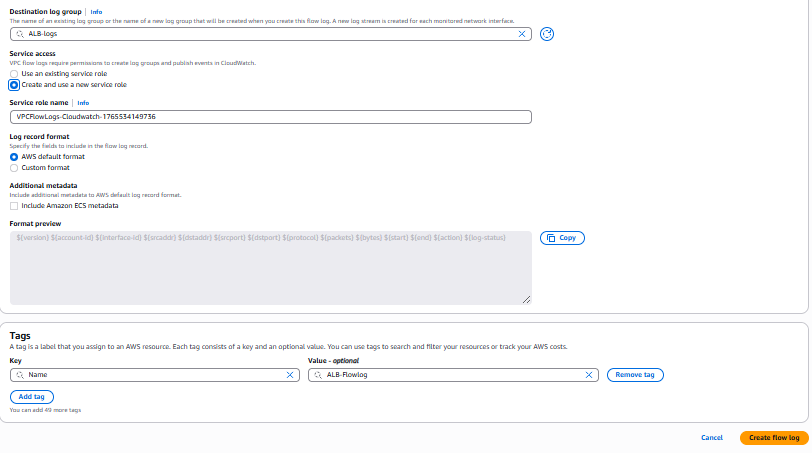 Destination log group | Info
The name of an existing log group or the name of a new log group that will be created when you create this flow log. A new log stream is created for each monitored network interface.
ALB-logs
Service access
VPC flow logs require permissions to create log groups and publish events in CloudWatch.
Use an existing service role
Create and use a new service role
Service role name | Info
VPCFlowLogs-Cloudwatch-1765534149736
Log record format
Specify the fields to include in the flow log record.
AWS default format
Custom format
Additional metadata
Include additional metadata to AWS default log record format.
Include Amazon ECS metadata
Format preview
${version} ${account-id} ${interface-id} ${srcaddr} ${dstaddr} ${srcport} ${dstport} ${protocol} ${packets} ${bytes} ${start} ${end} ${action} ${log-status}
Copy
Tags
A tag is a label that you assign to an AWS resource. Each tag consists of a key and an optional value. You can use tags to search and filter your resources or track your AWS costs.
Key Value - optional
Name ALB-Flowlog Remove tag
Add tag
You can add 49 more tags
Cancel Create flow log